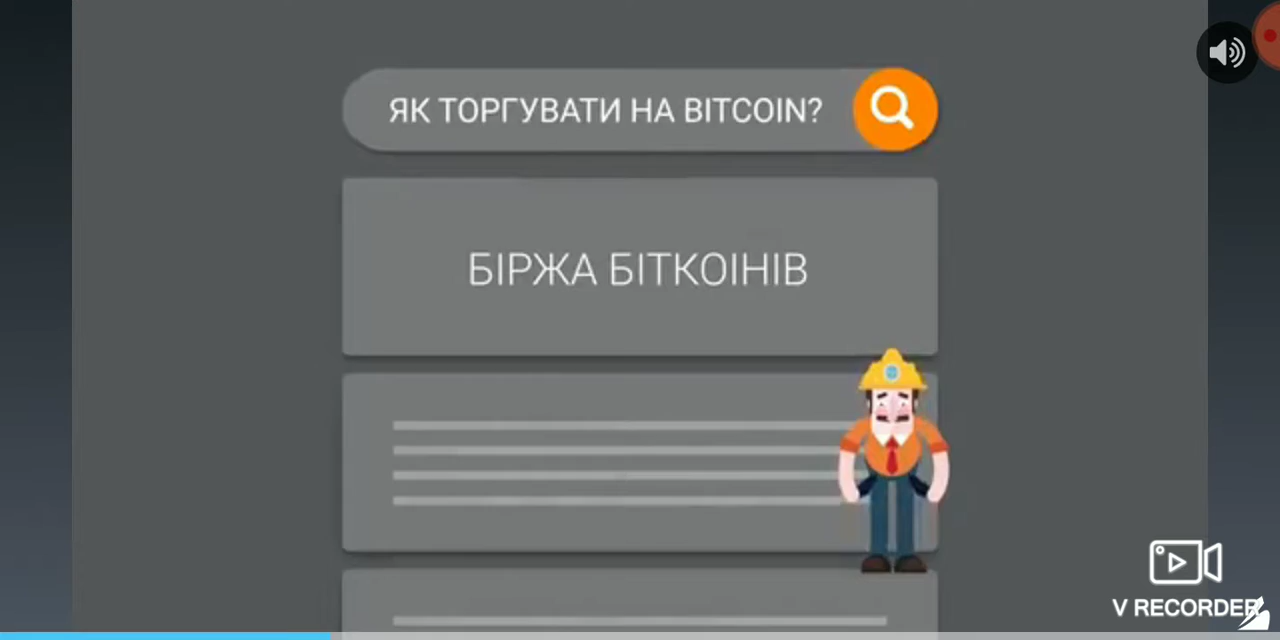 ЯК ТОРГУВАТИ НА BITCOIN?
БІРЖА БІТКОІНІВ
V RECORDER